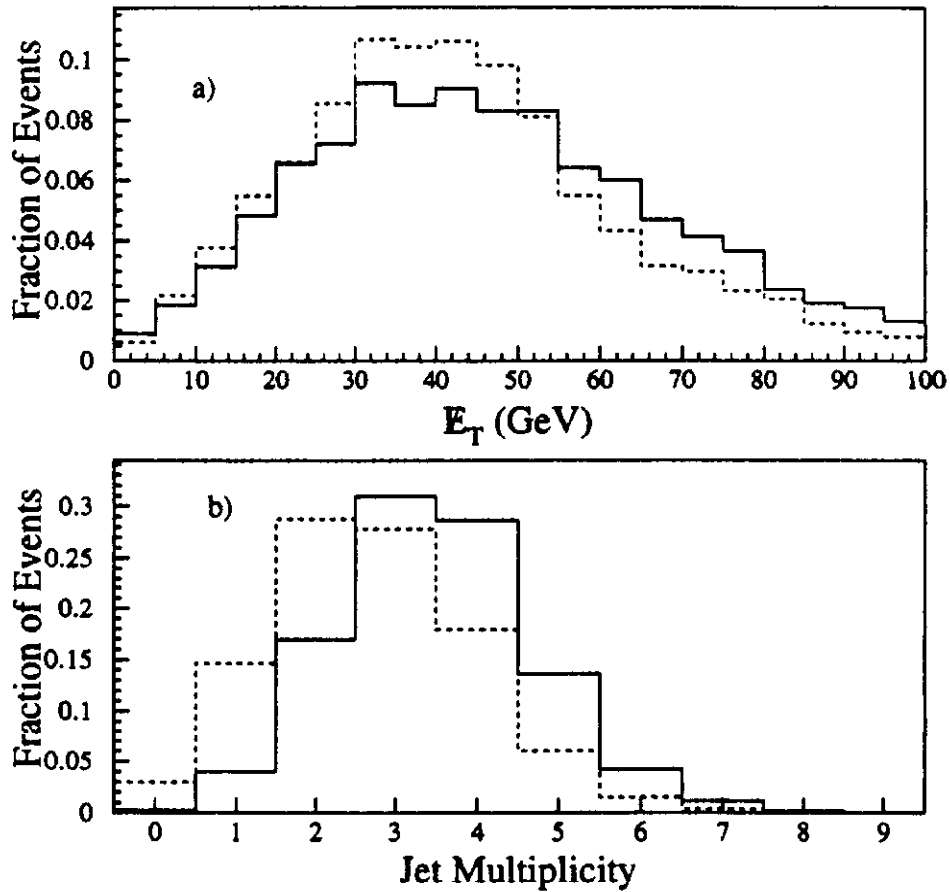 Fraction of Events
0.1
0.08
0.06
0.04
0.02
0
a)
0 10 20 30 40 50 60 70 80 90 100
E̸_T (GeV)
Fraction of Events
0.3
0.25
0.2
0.15
0.1
0.05
0
b)
0 1 2 3 4 5 6 7 8 9
Jet Multiplicity